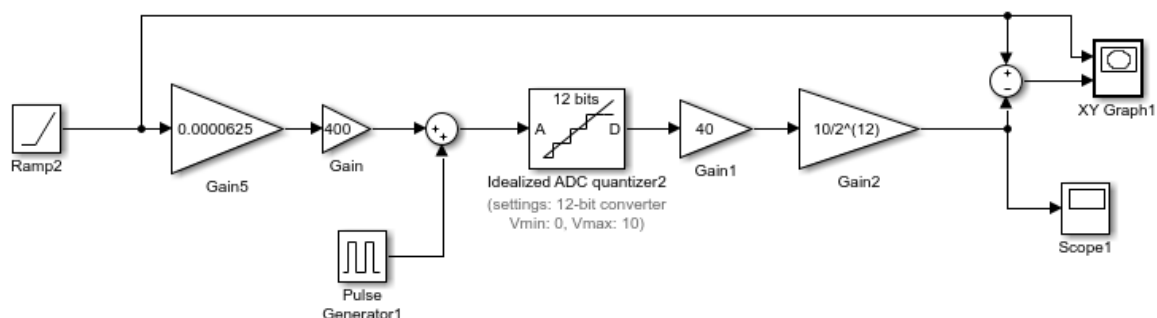 Ramp2
0.0000625
Gain5
400
Gain
+
+
Pulse
Generator1
12 bits
A
D
Idealized ADC quantizer2
(settings: 12-bit converter
Vmin: 0, Vmax: 10)
40
Gain1
10/2^(12)
Gain2
+
−
XY Graph1
Scope1